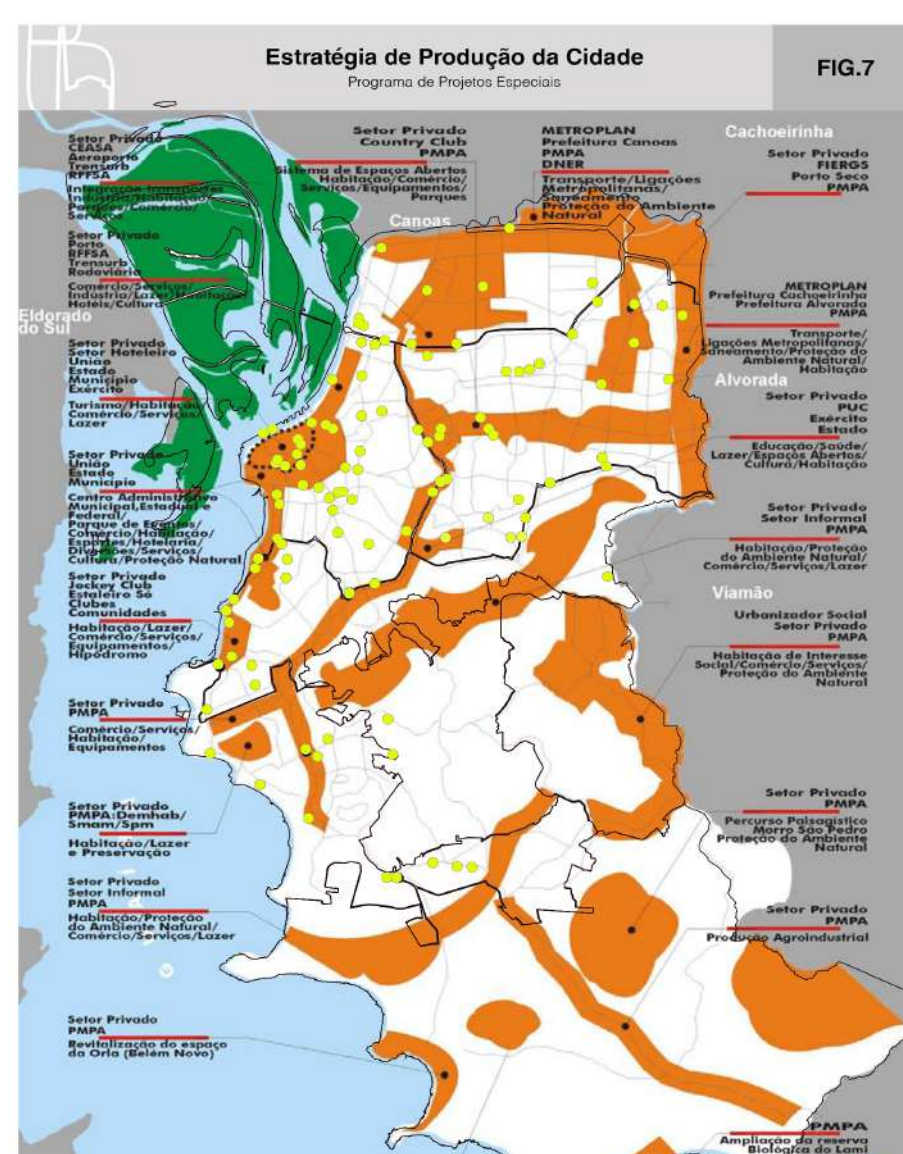 Estratégia de Produção da Cidade
Programa de Projetos Especiais
FIG.7
Setor Privado
CEASA
Aeroporto
Trensurb
RFFSA
Integração Transportes
Indústria/Habitação/
Parques/Comércio/
Serviços
Setor Privado
Country Club
PMPA
Sistema de Espaços Abertos
Habitação/Comércio/
Serviços/Equipamentos/
Parques
METROPLAN
Prefeitura Canoas
PMPA
DNER
Transporte/Ligações
Metropolitanas/
Saneamento
Proteção do Ambiente
Natural
Cachoeirinha
Setor Privado
FIERGS
Porto Seco
PMPA
Canoas
Setor Privado
Porto
RFFSA
Trensurb
Rodoviária
Comércio/Serviços/
Indústria/Lazer/Habitação/
Hotéis/Cultura
Eldorado
do Sul
METROPLAN
Prefeitura Cachoeirinha
Prefeitura Alvorada
PMPA
Transporte/
Ligações Metropolitanas/
Saneamento/Proteção do
Ambiente Natural/
Habitação
Setor Privado
Setor Hoteleiro
União
Estado
Município
Exército
Turismo/Habitação/
Comércio/Serviços/
Lazer
Alvorada
Setor Privado
PUC
Exército
Estado
Educação/Saúde/
Lazer/Espaços Abertos/
Cultura/Habitação
Setor Privado
União
Estado
Município
Centro Administrativo
Municipal,Estadual e
Federal/
Parque de Eventos/
Comércio/Habitação/
Esportes/Hotelaria/
Diversões/Serviços/
Cultura/Proteção Natural
Setor Privado
Setor Informal
PMPA
Habitação/Proteção
do Ambiente Natural/
Comércio/Serviços/Lazer
Setor Privado
Jockey Club
Estaleiro Só
Clubes
Comunidades
Habitação/Lazer/
Comércio/Serviços/
Equipamentos/
Hipódromo
Viamão
Urbanizador Social
Setor Privado
PMPA
Habitação de Interesse
Social/Comércio/Serviços/
Proteção do Ambiente
Natural
Setor Privado
PMPA
Comércio/Serviços/
Habitação/
Equipamentos
Setor Privado
PMPA:Demhab/
Smam/Spm
Habitação/Lazer
e Preservação
Setor Privado
PMPA
Percurso Paisagístico
Morro São Pedro
Proteção do Ambiente
Natural
Setor Privado
Setor Informal
PMPA
Habitação/Proteção
do Ambiente Natural/
Comércio/Serviços/Lazer
Setor Privado
PMPA
Produção Agroindustrial
Setor Privado
PMPA
Revitalização do espaço
da Orla (Belém Novo)
PMPA
Ampliação da reserva
Biológica do Lami